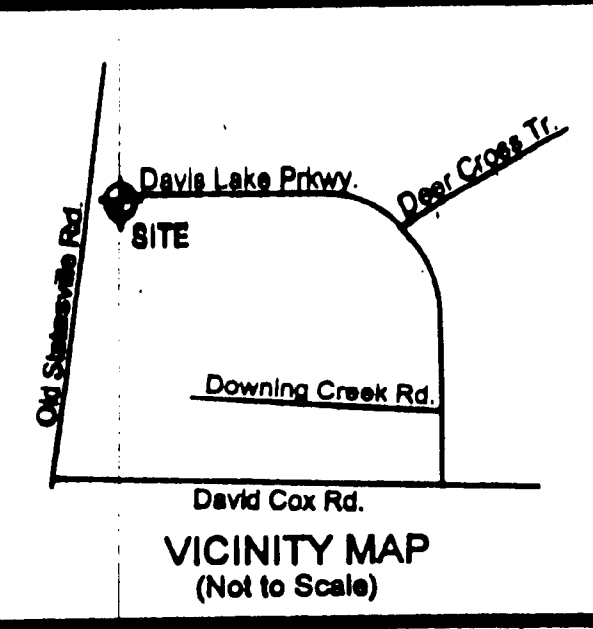 Davis Lake Prkwy.
Deer Cross Tr.
SITE
Old Statesville Rd.
Downing Creek Rd.
David Cox Rd.
VICINITY MAP
(Not to Scale)